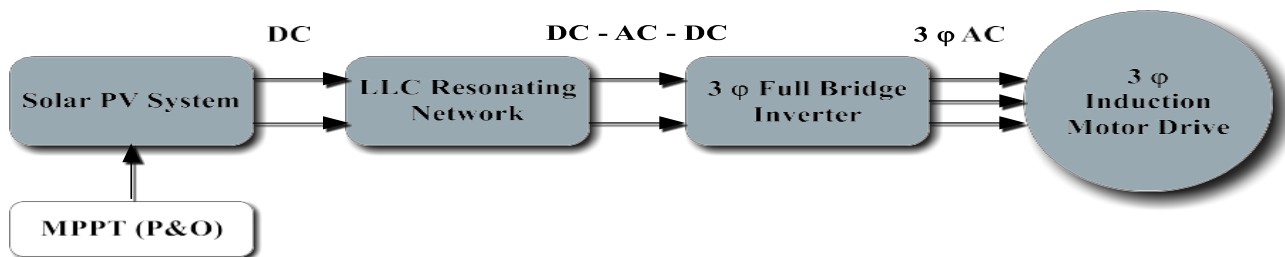 DC
DC - AC - DC
3 φ AC
Solar PV System
LLC Resonating
Network
3 φ Full Bridge
Inverter
3 φ
Induction
Motor Drive
MPPT (P&O)